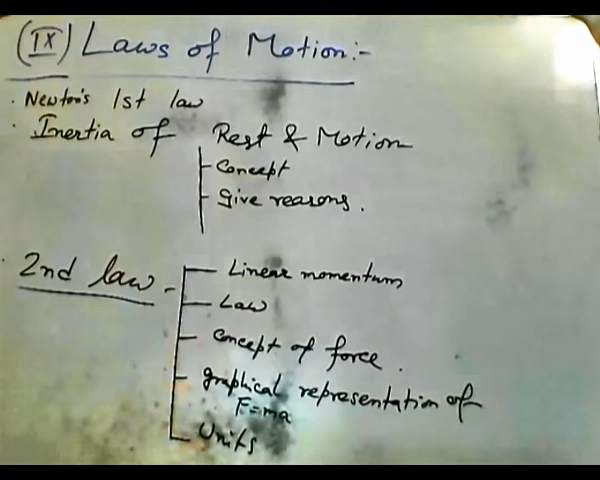 (IX) Laws of Motion:-
· Newton's 1st law
· Inertia of Rest & Motion
Concept
Give reasons.
· 2nd law -
Linear momentum
Law
Concept of force.
graphical representation of
F=ma
Units